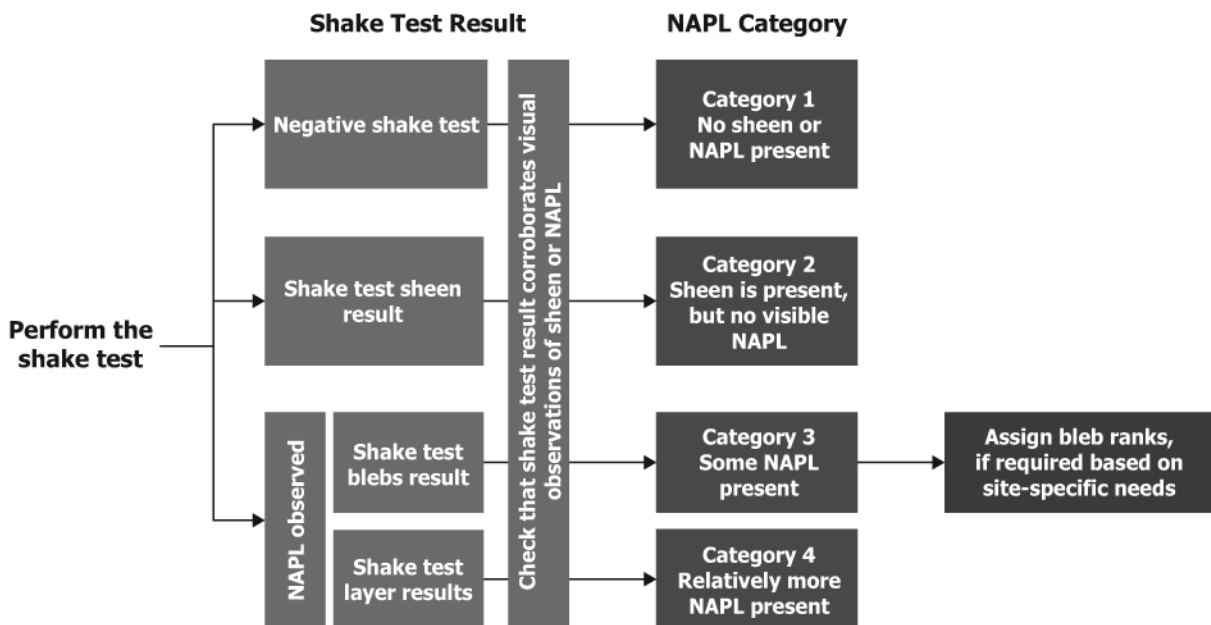 Shake Test Result
NAPL Category
Perform the
shake test
Negative shake test
Shake test sheen
result
NAPL observed
Shake test
blebs result
Shake test
layer results
Check that shake test result corroborates visual
observations of sheen or NAPL
Category 1
No sheen or
NAPL present
Category 2
Sheen is present,
but no visible
NAPL
Category 3
Some NAPL
present
Category 4
Relatively more
NAPL present
Assign bleb ranks,
if required based on
site-specific needs